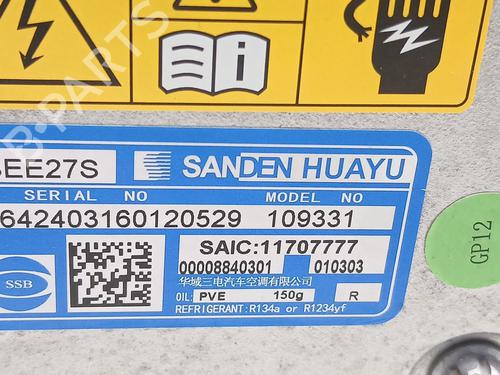 EE27S
SANDEN HUAYU
SERIAL NO MODEL NO
642403160120529 109331
SAIC:11707777
00008840301 010303
华域三电汽车空调有限公司
OIL: PVE 150g R
REFRIGERANT:R134a or R1234yf
SSB
GP12
B-PARTS